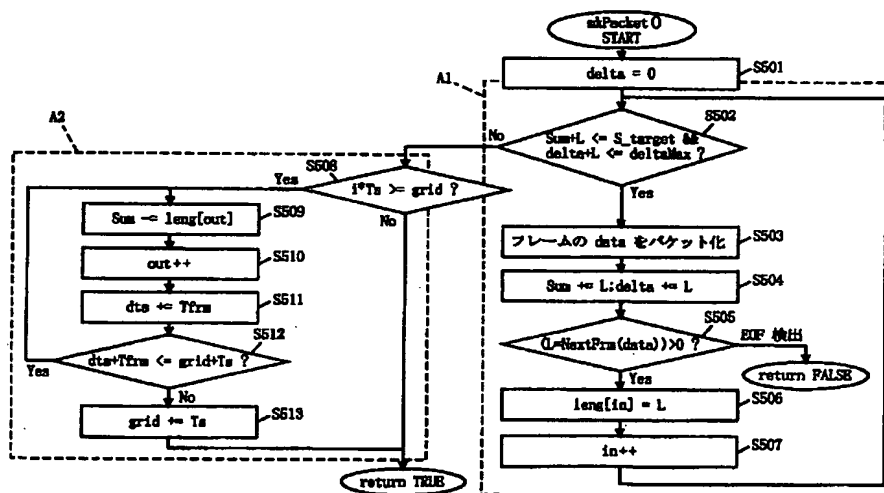 mkPacket()
START
delta = 0
S501
A1
S502
Sum+L <= S_target &&
delta+L <= deltaMax ?
No
Yes
フレームの data をパケット化
S503
Sum += L;delta += L
S504
S505
(L=NextFrm(data))>0 ?
EOF 検出
return FALSE
Yes
leng[in] = L
S506
in++
S507
A2
S508
i*Ts >= grid ?
Yes
No
Sum -= leng[out]
S509
out++
S510
dts += Tfrm
S511
S512
dts+Tfrm <= grid+Ts ?
Yes
No
grid += Ts
S513
return TRUE